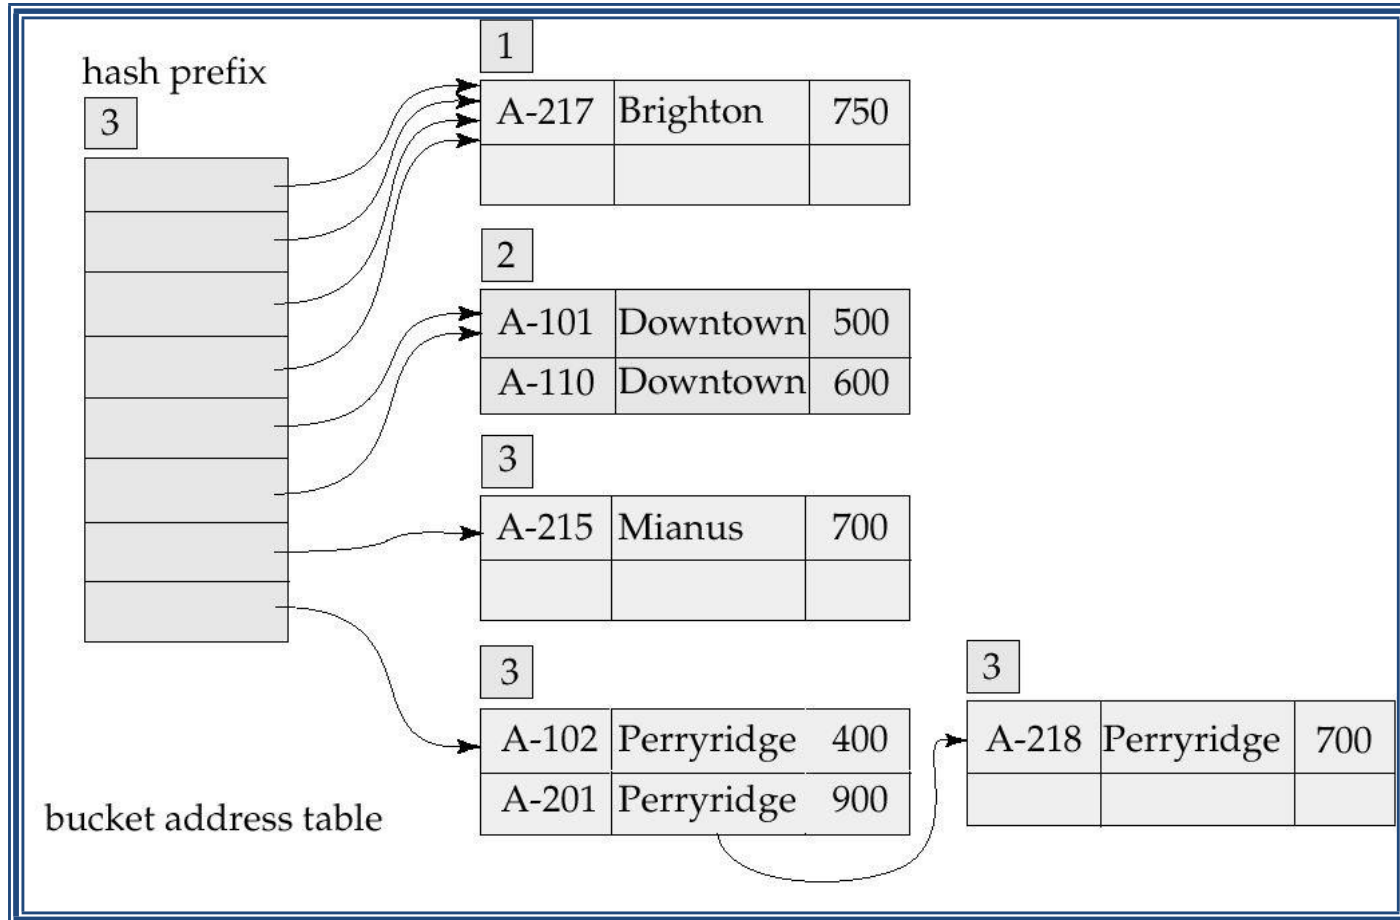 hash prefix
3
1
A-217 Brighton 750
2
A-101 Downtown 500
A-110 Downtown 600
3
A-215 Mianus 700
3
A-102 Perryridge 400
A-201 Perryridge 900
3
A-218 Perryridge 700
bucket address table